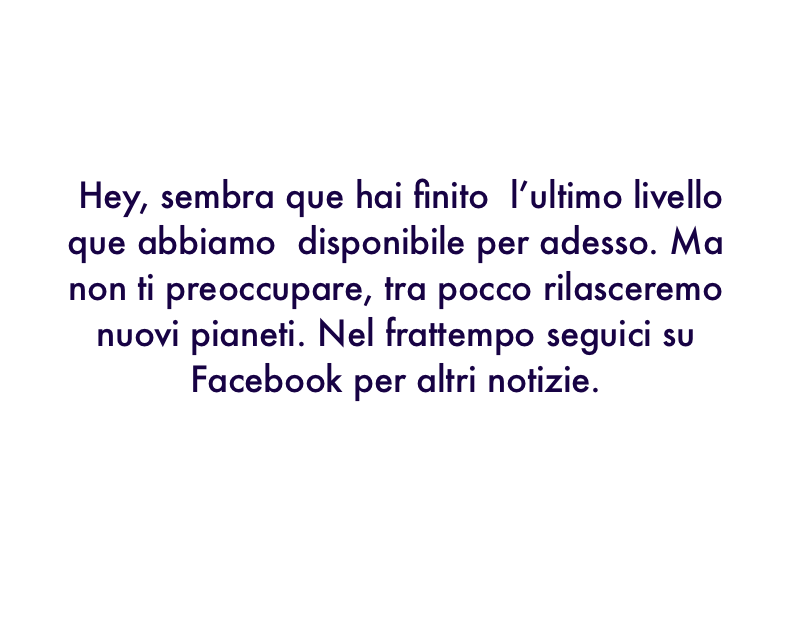 Hey, sembra que hai finito  l’ultimo livello
que abbiamo  disponibile per adesso. Ma
non ti preoccupare, tra pocco rilasceremo
nuovi pianeti. Nel frattempo seguici su
Facebook per altri notizie.